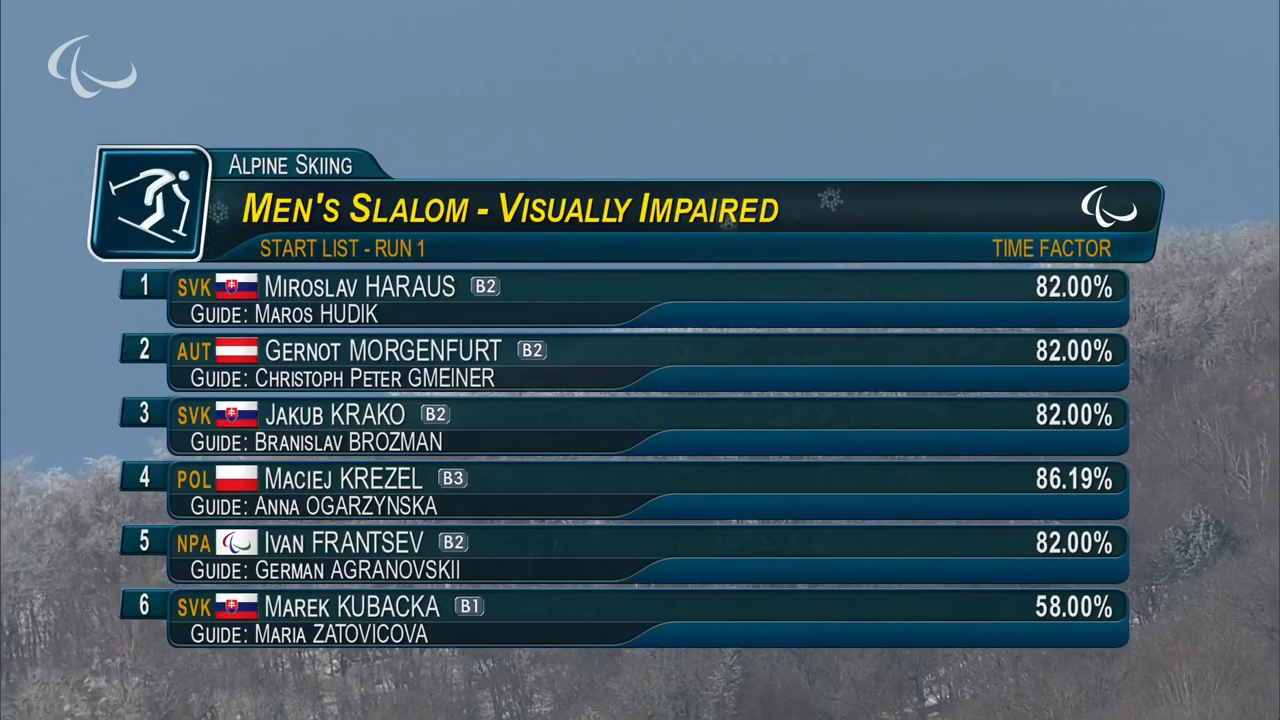 ALPINE SKIING
MEN'S SLALOM - VISUALLY IMPAIRED
START LIST - RUN 1 TIME FACTOR
1 SVK MIROSLAV HARAUS B2 82.00%
GUIDE: MAROS HUDIK
2 AUT GERNOT MORGENFURT B2 82.00%
GUIDE: CHRISTOPH PETER GMEINER
3 SVK JAKUB KRAKO B2 82.00%
GUIDE: BRANISLAV BROZMAN
4 POL MACIEJ KREZEL B3 86.19%
GUIDE: ANNA OGARZYNSKA
5 NPA IVAN FRANTSEV B2 82.00%
GUIDE: GERMAN AGRANOVSKII
6 SVK MAREK KUBACKA B1 58.00%
GUIDE: MARIA ZATOVICOVA